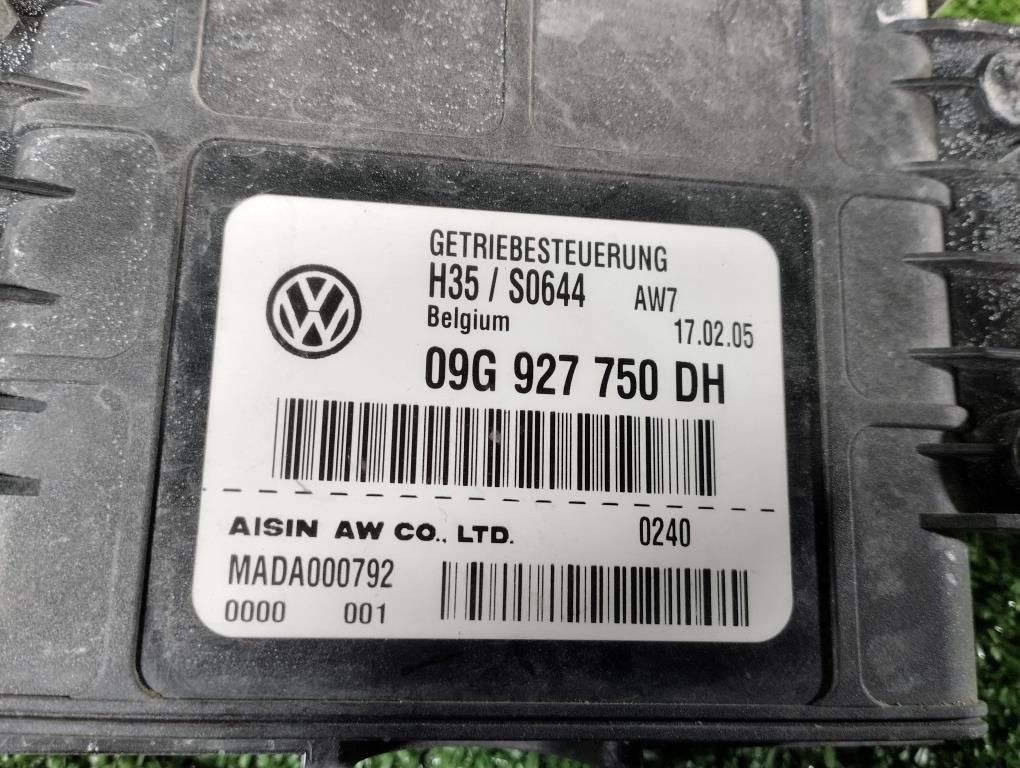 GETRIEBESTEUERUNG
H35 / S0644 AW7
Belgium 17.02.05
09G 927 750 DH
AISIN AW CO., LTD. 0240
MADA000792
0000 001